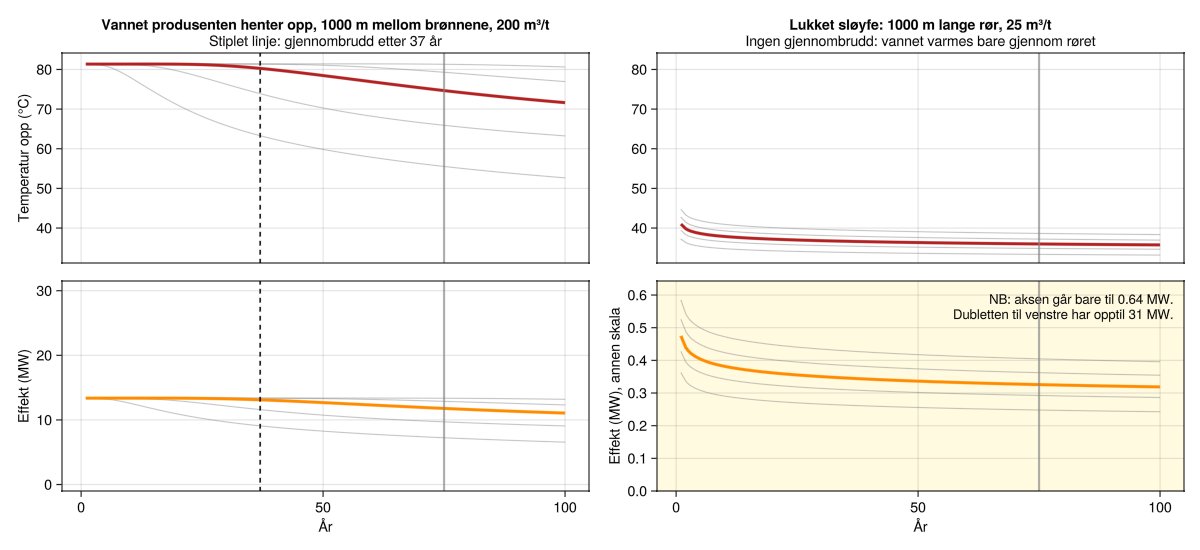 Vannet produsenten henter opp, 1000 m mellom brønnene, 200 m³/t
Stiplet linje: gjennombrudd etter 37 år
Temperatur opp (°C)
80
70
60
50
40
Lukket sløyfe: 1000 m lange rør, 25 m³/t
Ingen gjennombrudd: vannet varmes bare gjennom røret
80
70
60
50
40
Effekt (MW)
30
20
10
0
0
50
100
År
Effekt (MW), annen skala
0.6
0.5
0.4
0.3
0.2
0.1
0.0
NB: aksen går bare til 0.64 MW.
Dubletten til venstre har opptil 31 MW.
0
50
100
År